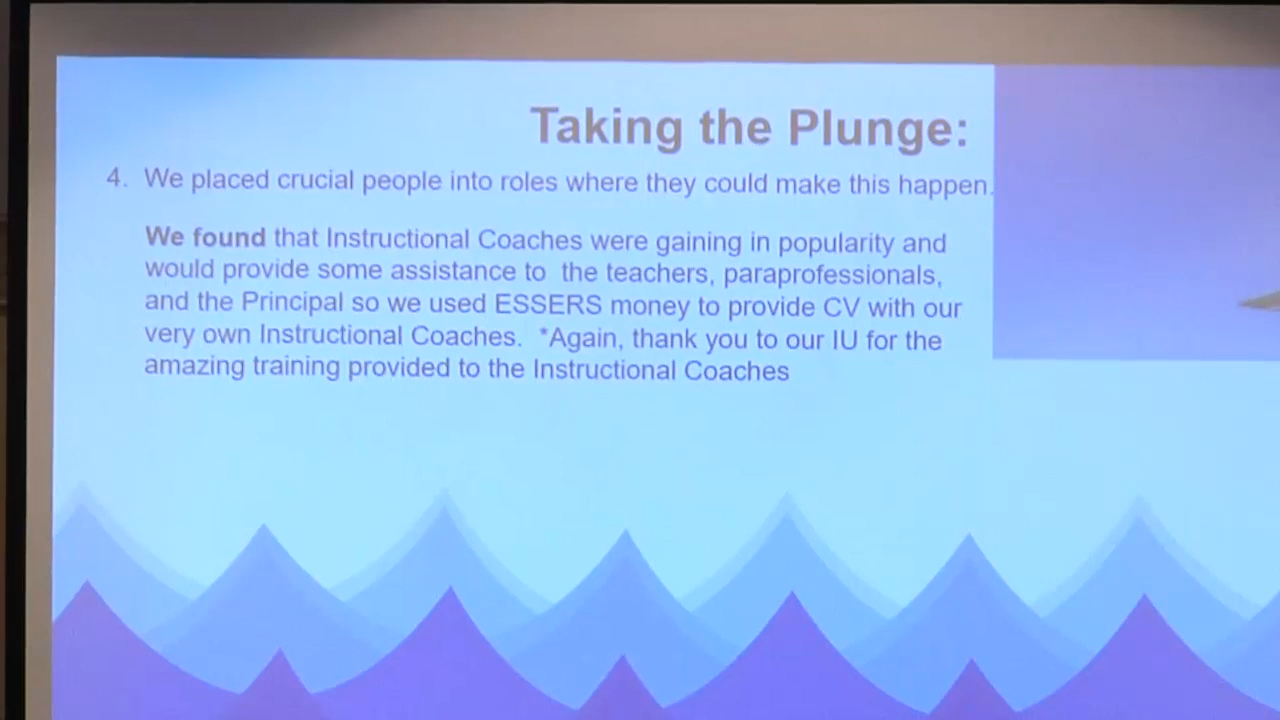 Taking the Plunge:
4. We placed crucial people into roles where they could make this happen.
We found that Instructional Coaches were gaining in popularity and
would provide some assistance to the teachers, paraprofessionals,
and the Principal so we used ESSERS money to provide CV with our
very own Instructional Coaches. *Again, thank you to our IU for the
amazing training provided to the Instructional Coaches